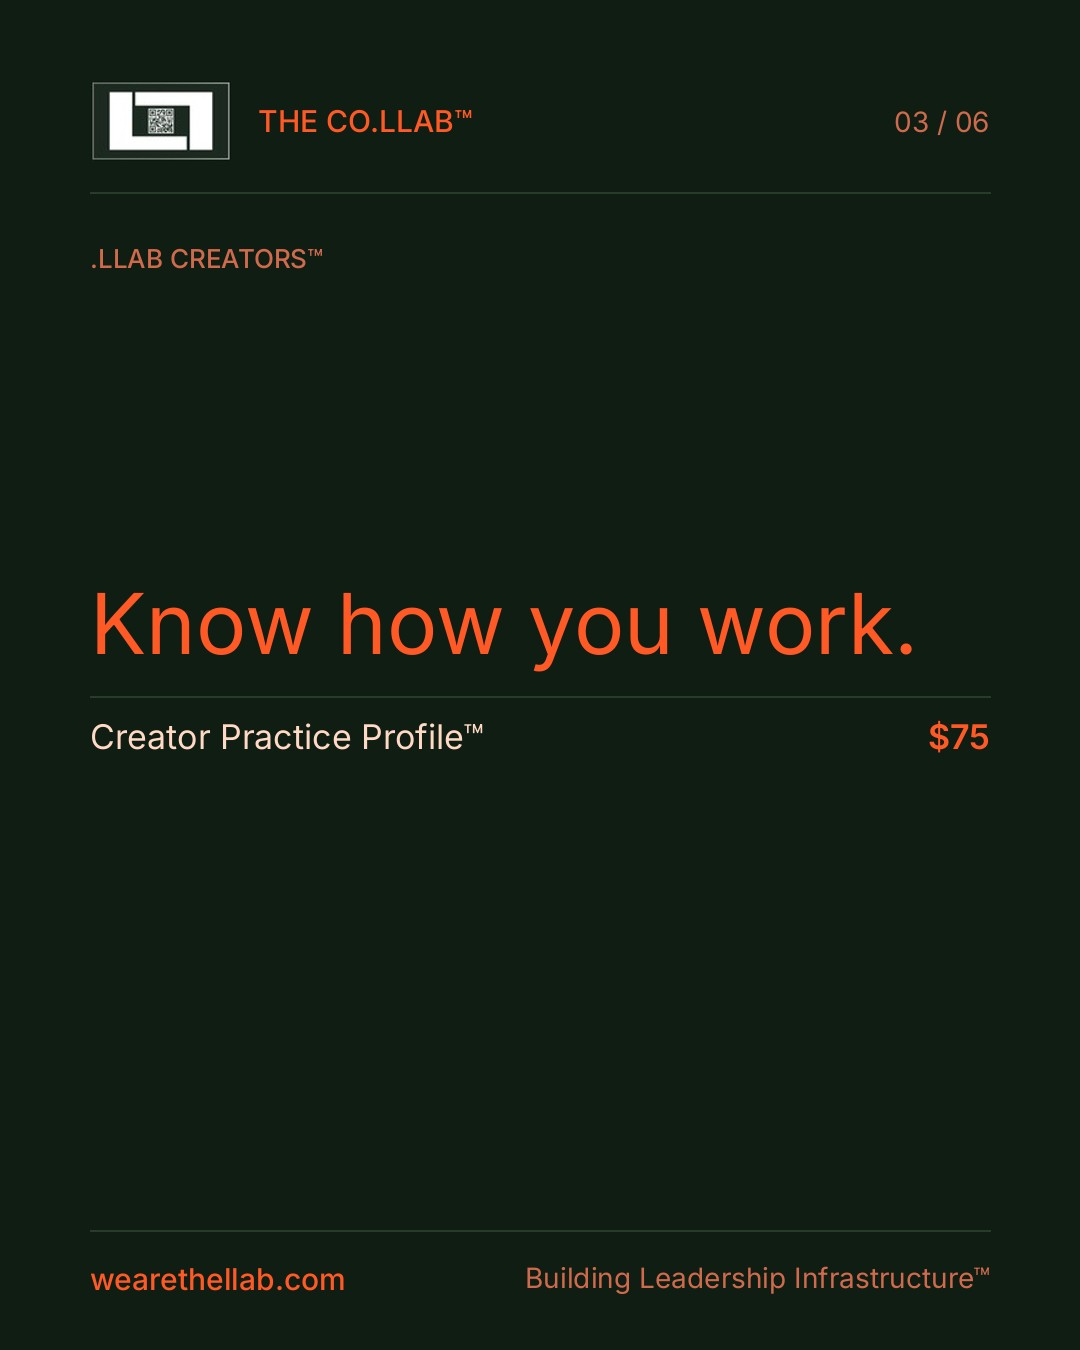 THE CO.LLAB™
03 / 06
.LLAB CREATORS™
Know how you work.
Creator Practice Profile™
$75
wearethellab.com
Building Leadership Infrastructure™